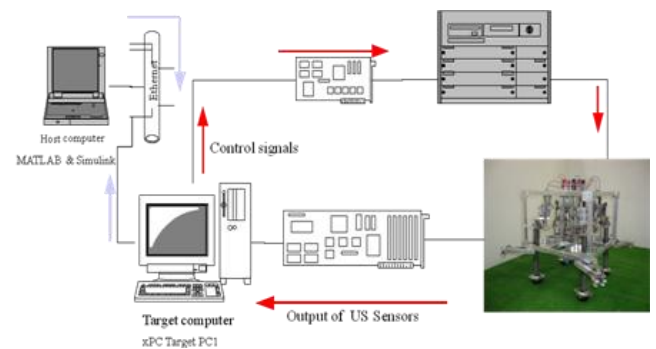 Ethernet
Host computer
MATLAB & Simulink
Control signals
Output of US Sensors
Target computer
xPC Target PC1